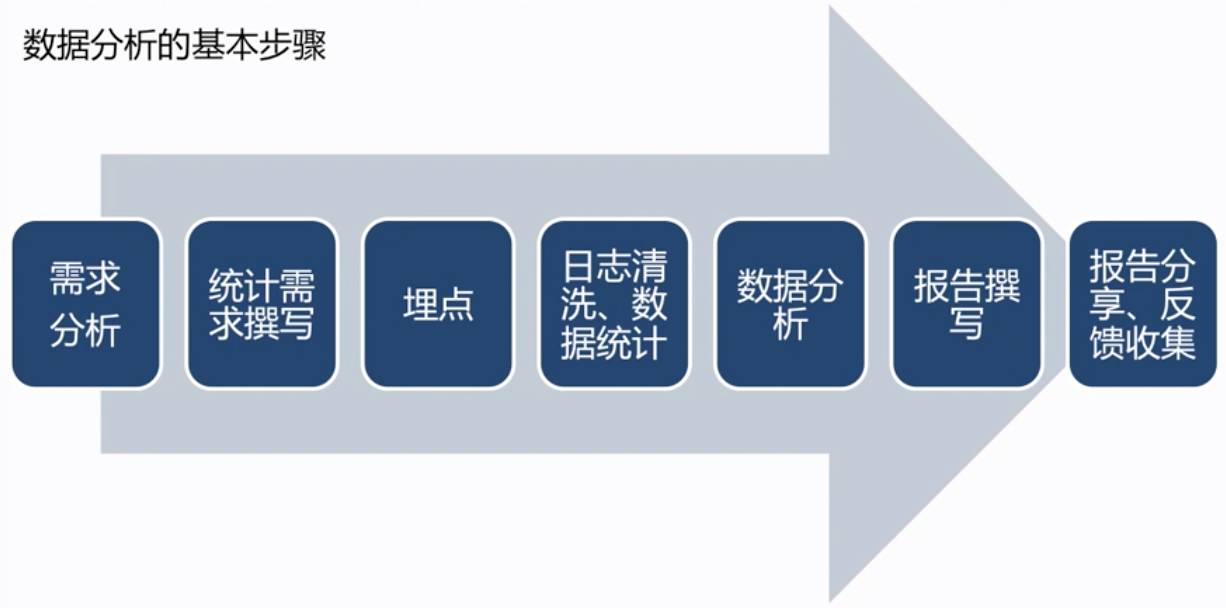 数据分析的基本步骤
需求
分析
统计需
求撰写
埋点
日志清
洗、数
据统计
数据分
析
报告撰
写
报告分
享、反
馈收集